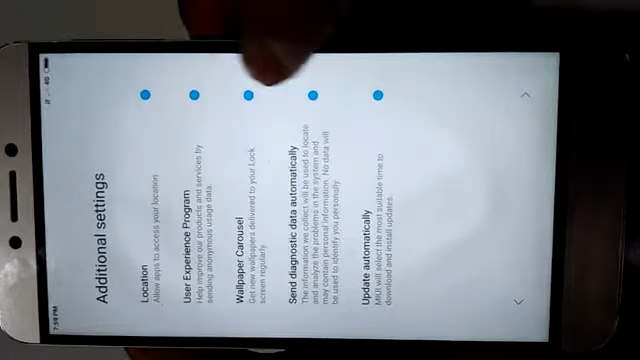 7:59 PM
4G
Additional settings
Location
Allow apps to access your location
User Experience Program
Help improve our products and services by
sending anonymous usage data.
Wallpaper Carousel
Get new wallpapers delivered to your Lock
screen regularly.
Send diagnostic data automatically
The information we collect will be used to locate
and analyze the problems in the system and
may contain personal information. No data will
be used to identify you personally.
Update automatically
MIUI will select the most suitable time to
download and install updates.